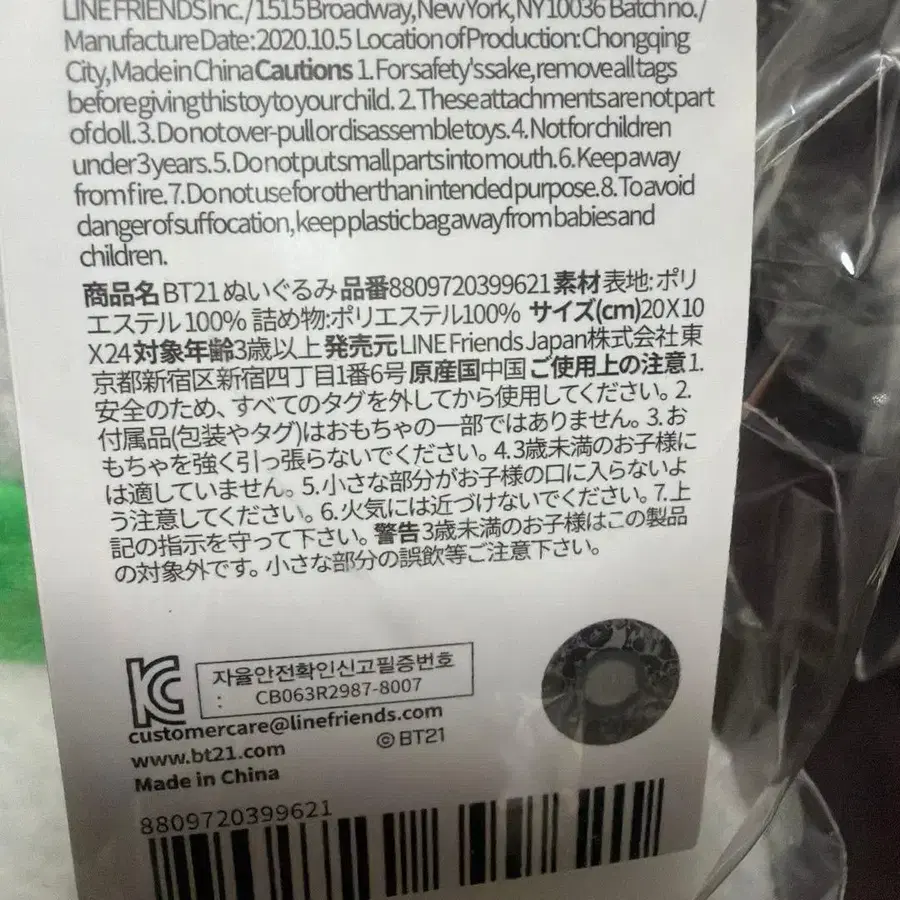 LINEFRIENDS Inc./1515 Broadway, New York, NY 10036 Batch no./
Manufacture Date: 2020.10.5 Location of Production: Chongqing
City, Made in China Cautions 1. For safety's sake, remove all tags
before giving this toy to your child. 2. These attachments are not part
of doll. 3. Do not over-pull or disassemble toys. 4. Not for children
under 3 years. 5. Do not put small parts into mouth. 6. Keep away
from fire. 7. Do not use for other than intended purpose. 8. To avoid
danger of suffocation, keep plastic bag away from babies and
children.
商品名 BT21 ぬいぐるみ 品番8809720399621 素材 表地: ポリ
エステル 100% 詰め物:ポリエステル100% サイズ(cm)20 X 10
X 24 対象年齢3歳以上 発売元 LINE Friends Japan株式会社 東
京都新宿区新宿四丁目1番6号 原産国中国 ご使用上の注意 1.
安全のため、すべてのタグを外してから使用してください。2.
付属品(包装やタグ)はおもちゃの一部ではありません。3. お
もちゃを強く引っ張らないでください。4. 3歳未満のお子様に
は適していません。5. 小さな部分がお子様の口に入らないよ
う注意してください。6. 火気には近づけないでください。7. 上
記の指示を守って下さい。警告 3歳未満のお子様はこの製品
の対象外です。小さな部分の誤飲等ご注意下さい。
자율안전확인신고필증번호
: CB063R2987-8007
customercare@linefriends.com
www.bt21.com © BT21
Made in China
8809720399621